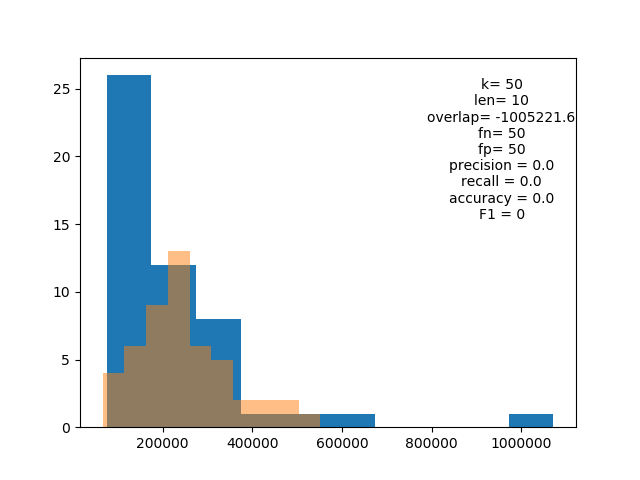 k= 50
len= 10
overlap= -1005221.6
fn= 50
fp= 50
precision = 0.0
recall = 0.0
accuracy = 0.0
F1 = 0
25
20
15
10
5
0
200000 400000 600000 800000 1000000